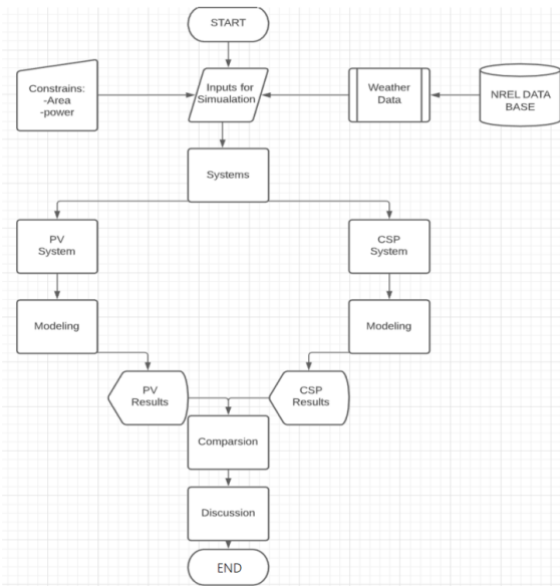 START
Constrains:
-Area
-power
Inputs for
Simualation
Weather
Data
NREL DATA
BASE
Systems
PV
System
CSP
System
Modeling
Modeling
PV
Results
CSP
Results
Comparsion
Discussion
END